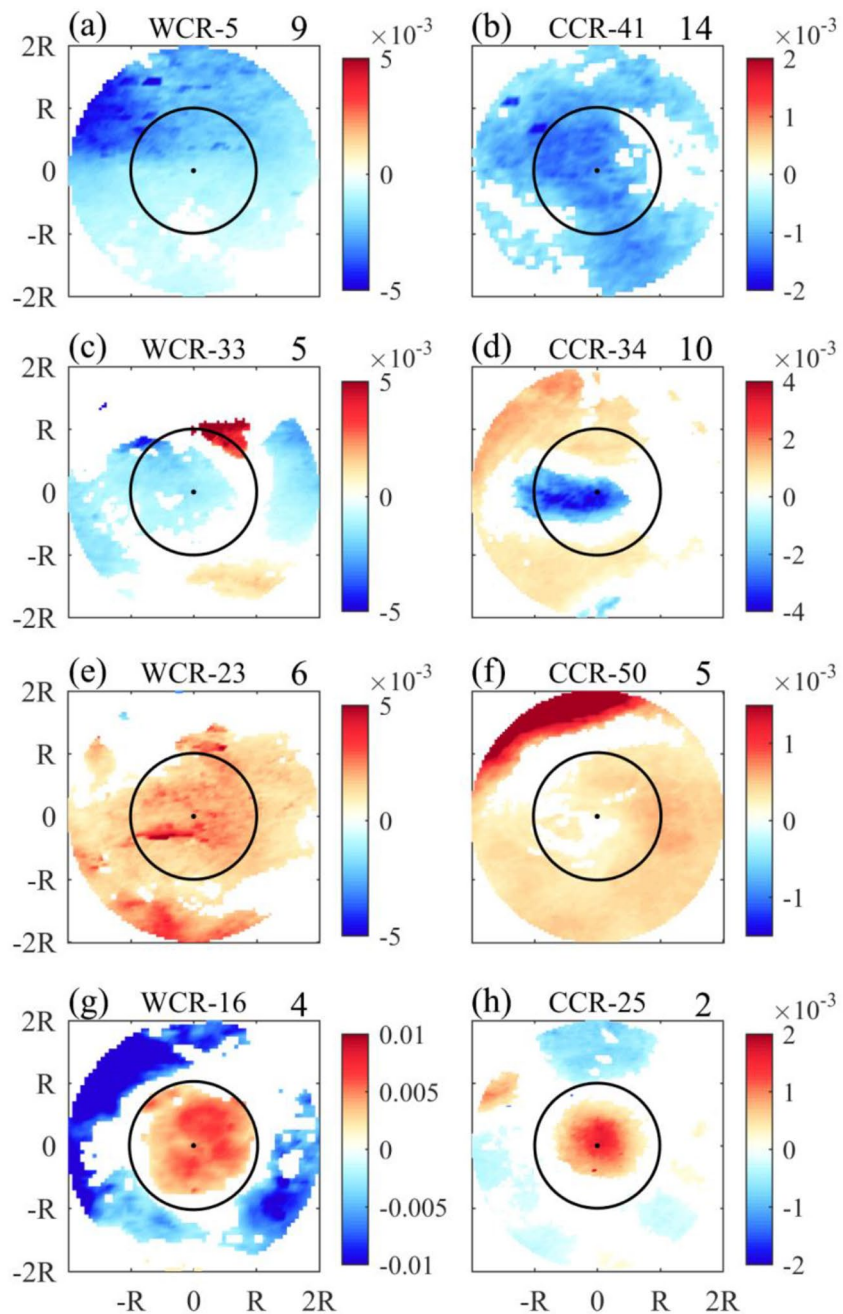 (a) WCR-5 9 ×10⁻³
2R 5
R
0 0
-R
-2R -5
(b) CCR-41 14 ×10⁻³
2
1
0
-1
-2
(c) WCR-33 5 ×10⁻³
2R 5
R
0 0
-R
-2R -5
(d) CCR-34 10 ×10⁻³
4
2
0
-2
-4
(e) WCR-23 6 ×10⁻³
2R 5
R
0 0
-R
-2R -5
(f) CCR-50 5 ×10⁻³
1
0
-1
(g) WCR-16 4
2R 0.01
R 0.005
0 0
-R -0.005
-2R -0.01
-R 0 R 2R
(h) CCR-25 2 ×10⁻³
2
1
0
-1
-2
-R 0 R 2R